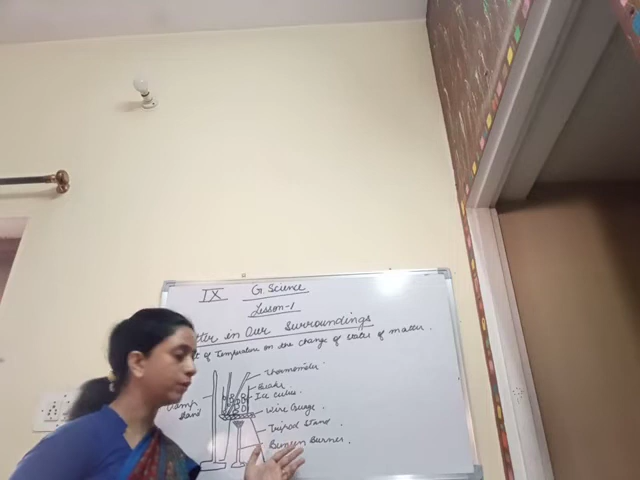 IX G. Science
Lesson-1
tter in Our Surroundings
t of Temperature on the change of states of matter.
Thermometer
Beaker
Ice cubes.
Wire Gauge.
Clamp
Stand
Tripod Stand.
Bunsen Burner.